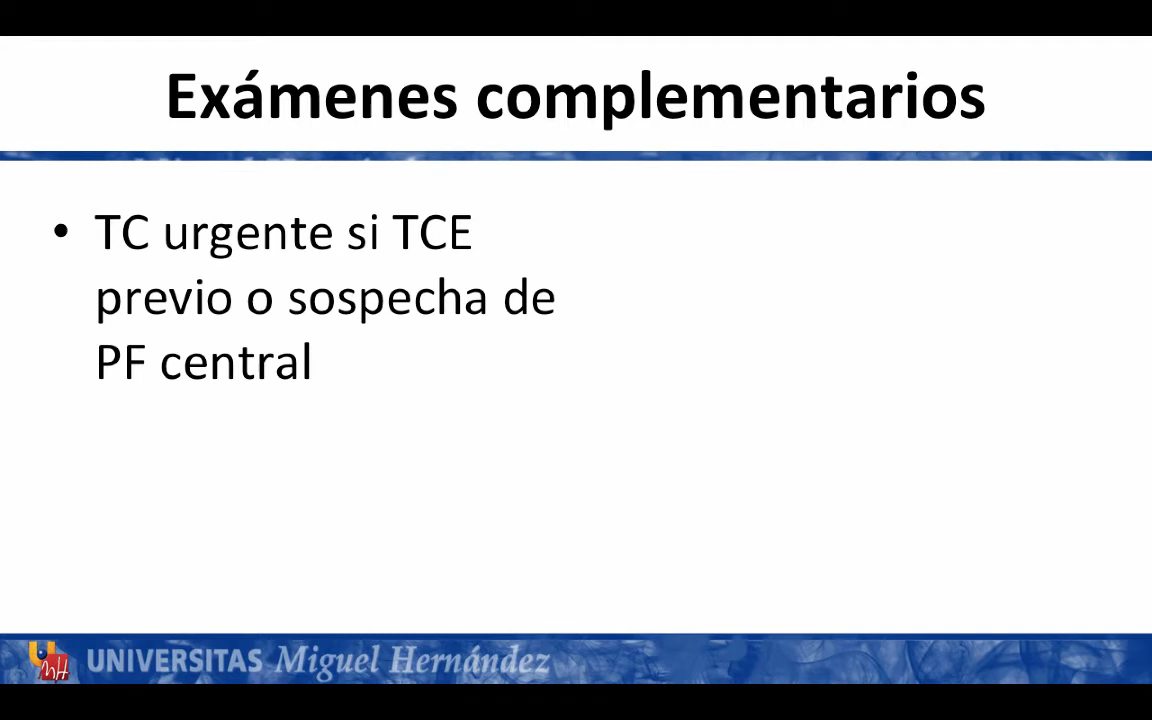 Exámenes complementarios
• TC urgente si TCE
previo o sospecha de
PF central
UNIVERSITAS Miguel Hernández